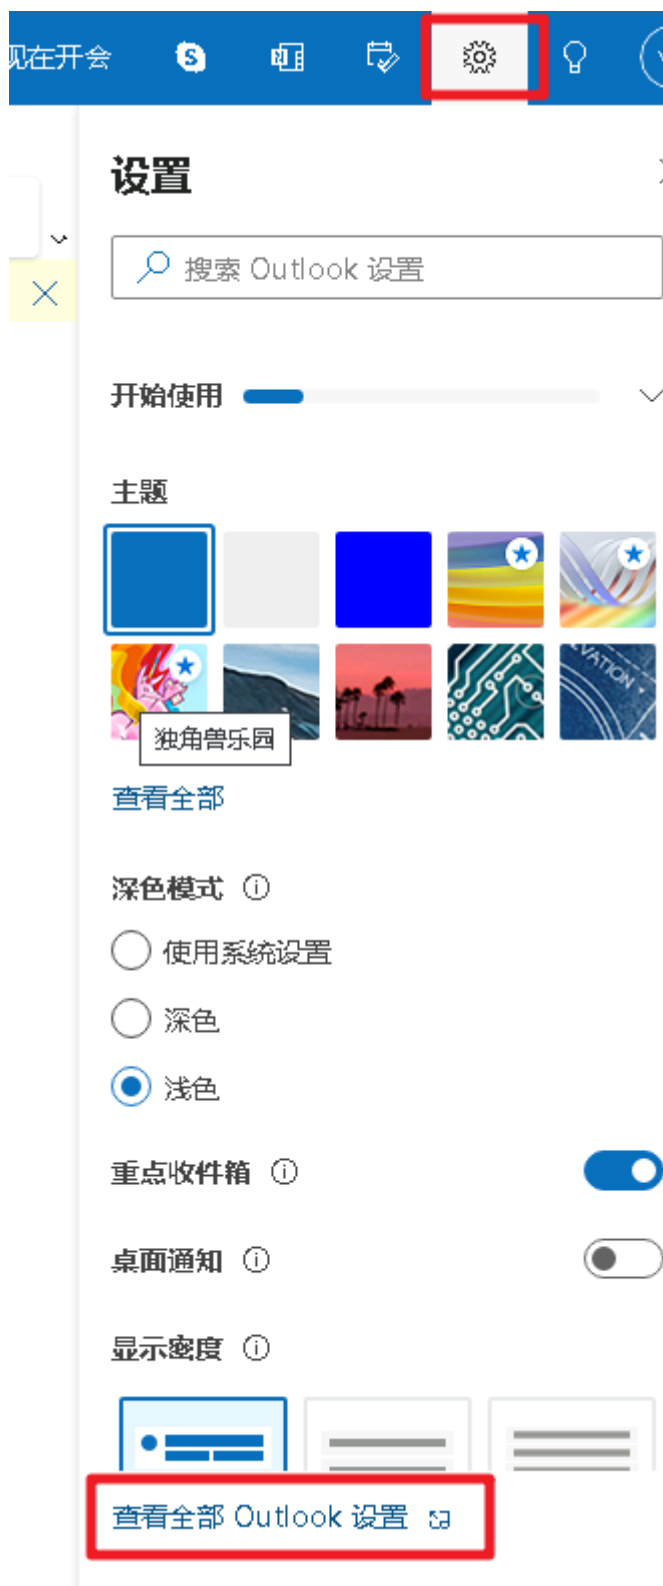 现在开会
设置
搜索 Outlook 设置
开始使用
主题
独角兽乐园
查看全部
深色模式
使用系统设置
深色
浅色
重点收件箱
桌面通知
显示密度
查看全部 Outlook 设置